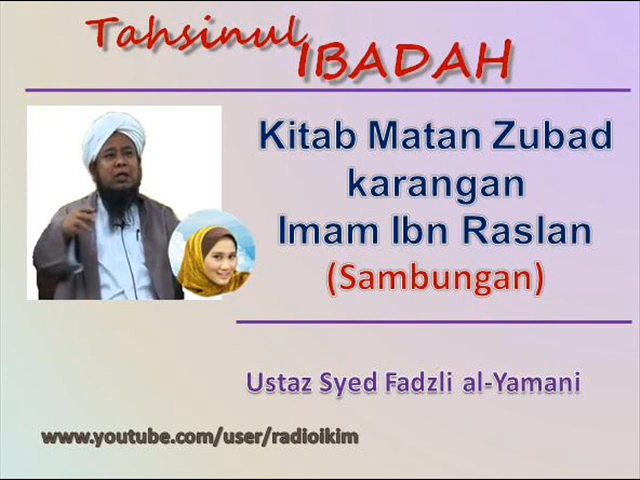 Tahsinul
IBADAH
Kitab Matan Zubad
karangan
Imam Ibn Raslan
(Sambungan)
Ustaz Syed Fadzli al-Yamani
www.youtube.com/user/radioikim